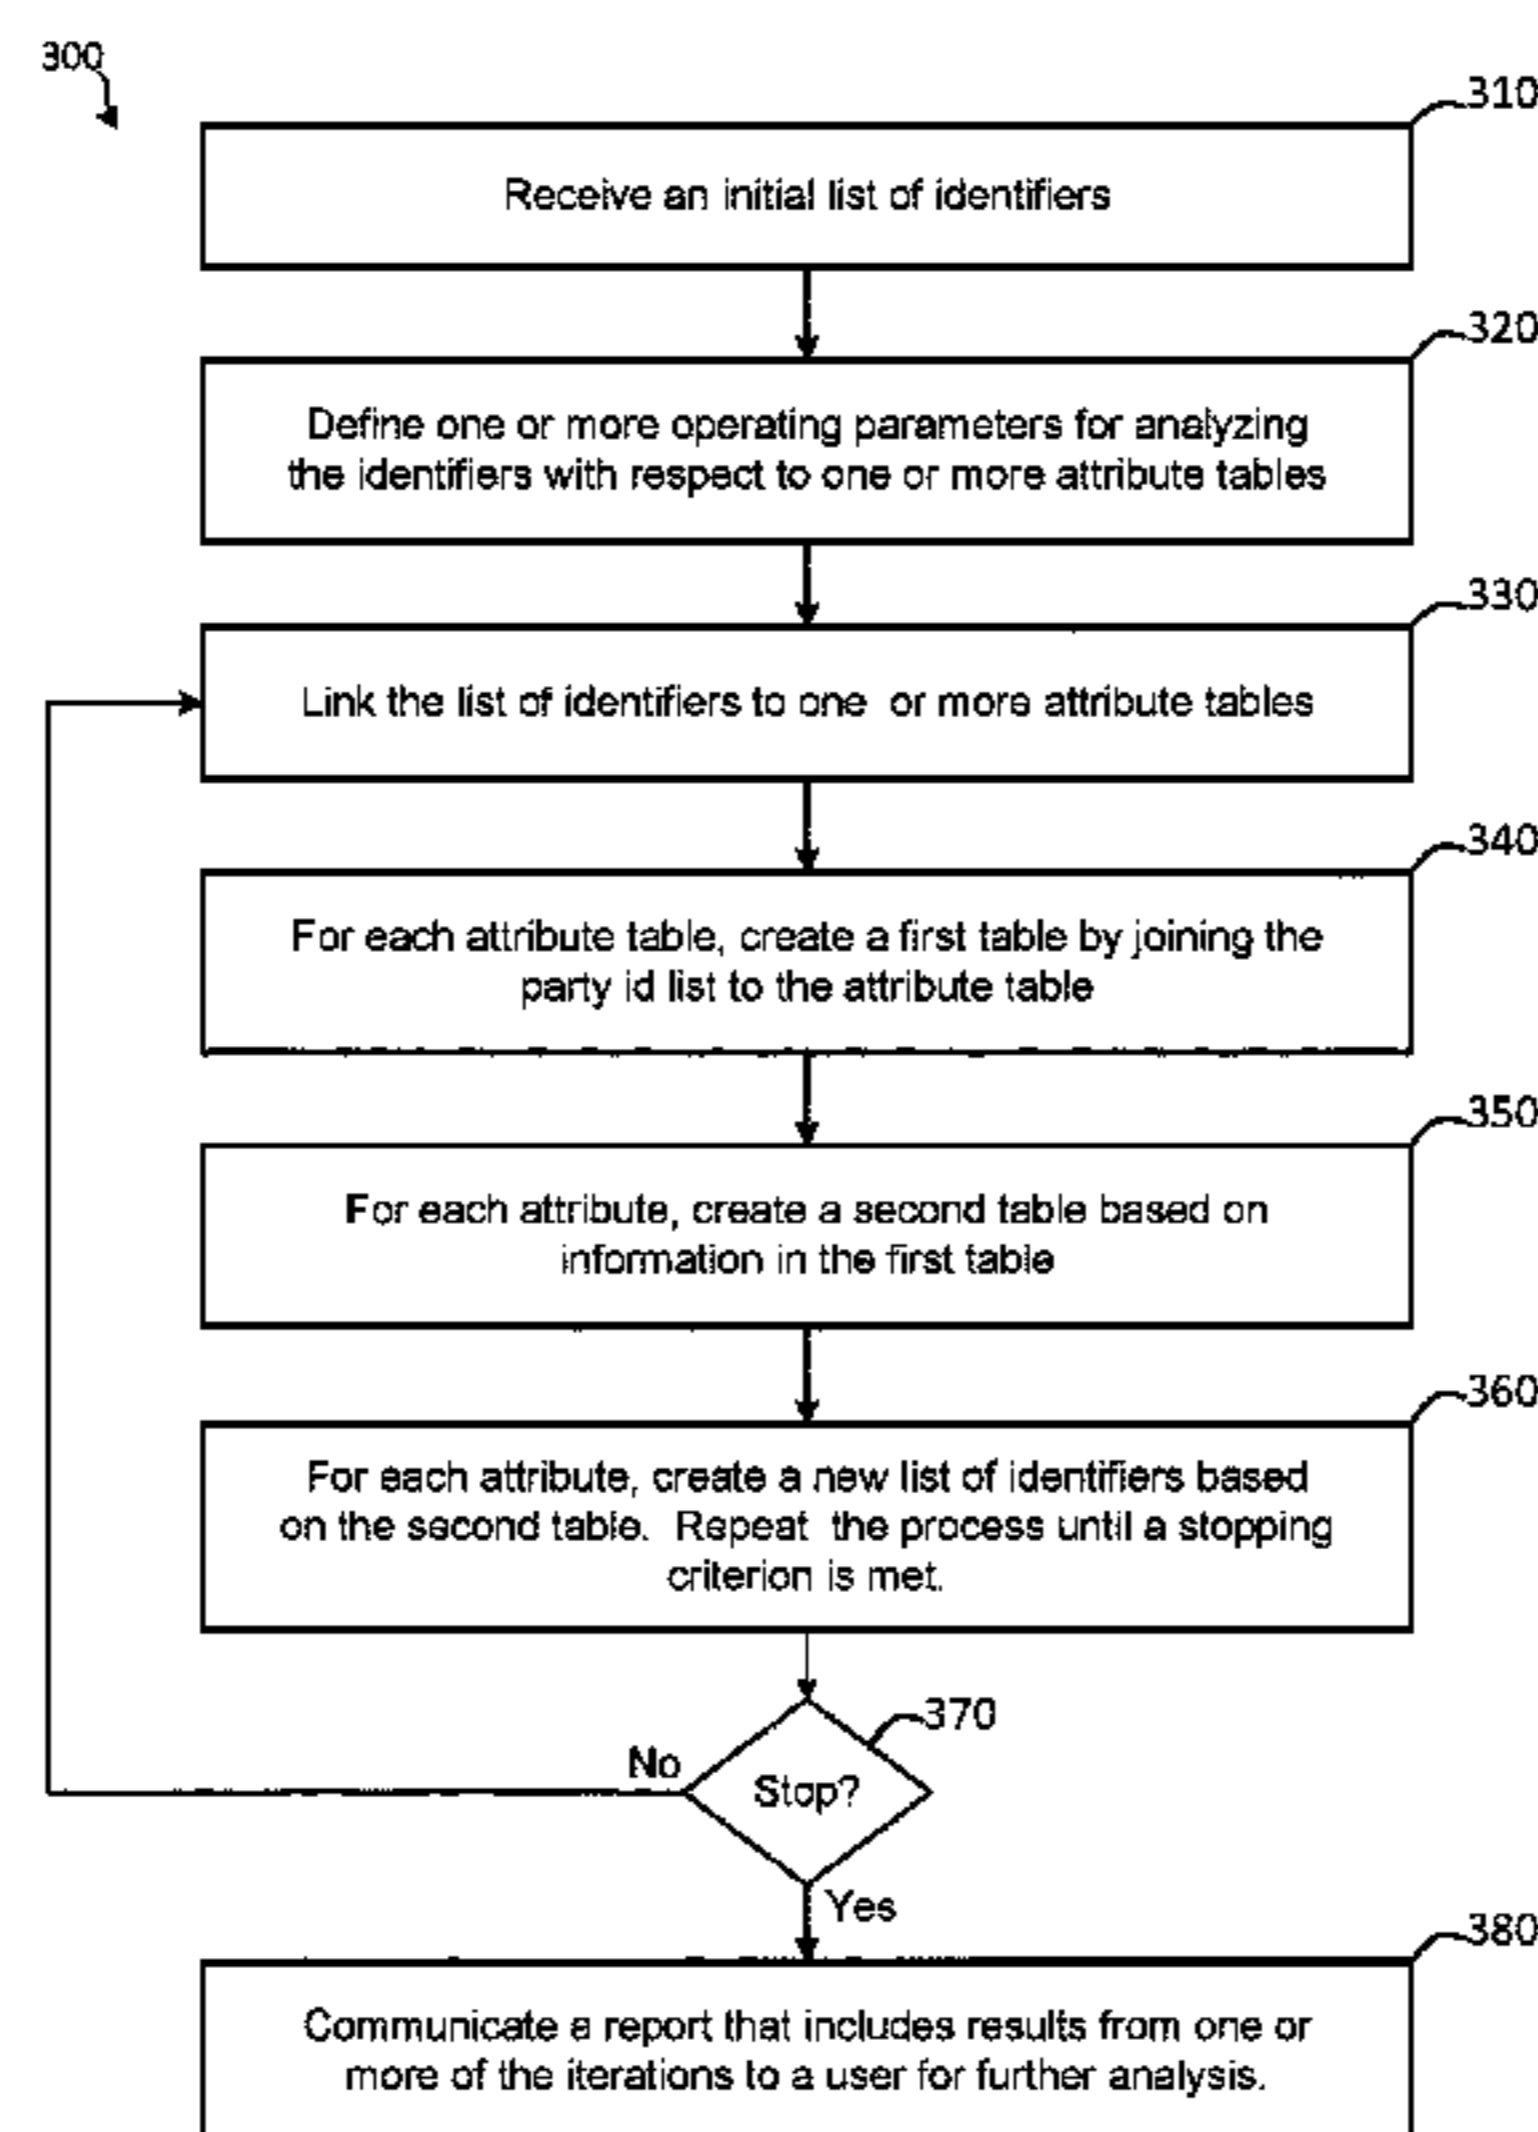 300
310
Receive an initial list of identifiers
320
Define one or more operating parameters for analyzing
the identifiers with respect to one or more attribute tables
330
Link the list of identifiers to one or more attribute tables
340
For each attribute table, create a first table by joining the
party id list to the attribute table
350
For each attribute, create a second table based on
information in the first table
360
For each attribute, create a new list of identifiers based
on the second table. Repeat the process until a stopping
criterion is met.
370
No
Stop?
Yes
380
Communicate a report that includes results from one or
more of the iterations to a user for further analysis.